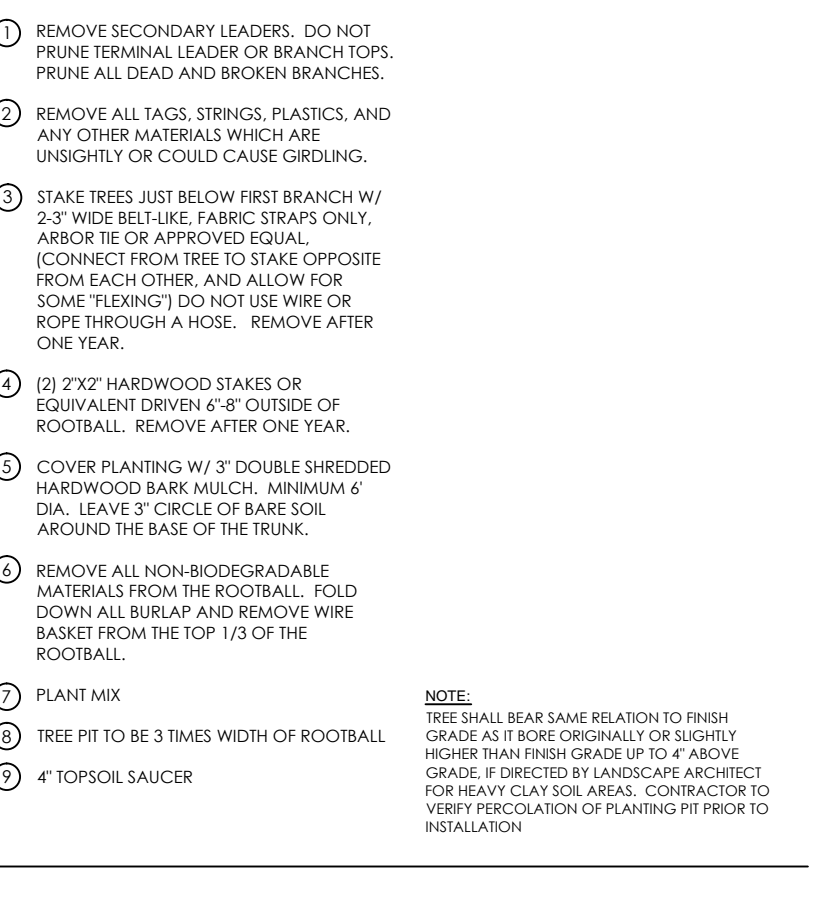 1 REMOVE SECONDARY LEADERS. DO NOT
PRUNE TERMINAL LEADER OR BRANCH TOPS.
PRUNE ALL DEAD AND BROKEN BRANCHES.
2 REMOVE ALL TAGS, STRINGS, PLASTICS, AND
ANY OTHER MATERIALS WHICH ARE
UNSIGHTLY OR COULD CAUSE GIRDLING.
3 STAKE TREES JUST BELOW FIRST BRANCH W/
2-3" WIDE BELT-LIKE, FABRIC STRAPS ONLY,
ARBOR TIE OR APPROVED EQUAL,
(CONNECT FROM TREE TO STAKE OPPOSITE
FROM EACH OTHER, AND ALLOW FOR
SOME "FLEXING") DO NOT USE WIRE OR
ROPE THROUGH A HOSE. REMOVE AFTER
ONE YEAR.
4 (2) 2"X2" HARDWOOD STAKES OR
EQUIVALENT DRIVEN 6"-8" OUTSIDE OF
ROOTBALL. REMOVE AFTER ONE YEAR.
5 COVER PLANTING W/ 3" DOUBLE SHREDDED
HARDWOOD BARK MULCH. MINIMUM 6'
DIA. LEAVE 3" CIRCLE OF BARE SOIL
AROUND THE BASE OF THE TRUNK.
6 REMOVE ALL NON-BIODEGRADABLE
MATERIALS FROM THE ROOTBALL. FOLD
DOWN ALL BURLAP AND REMOVE WIRE
BASKET FROM THE TOP 1/3 OF THE
ROOTBALL.
7 PLANT MIX
8 TREE PIT TO BE 3 TIMES WIDTH OF ROOTBALL
9 4" TOPSOIL SAUCER
NOTE:
TREE SHALL BEAR SAME RELATION TO FINISH
GRADE AS IT BORE ORIGINALLY OR SLIGHTLY
HIGHER THAN FINISH GRADE UP TO 4" ABOVE
GRADE, IF DIRECTED BY LANDSCAPE ARCHITECT
FOR HEAVY CLAY SOIL AREAS. CONTRACTOR TO
VERIFY PERCOLATION OF PLANTING PIT PRIOR TO
INSTALLATION